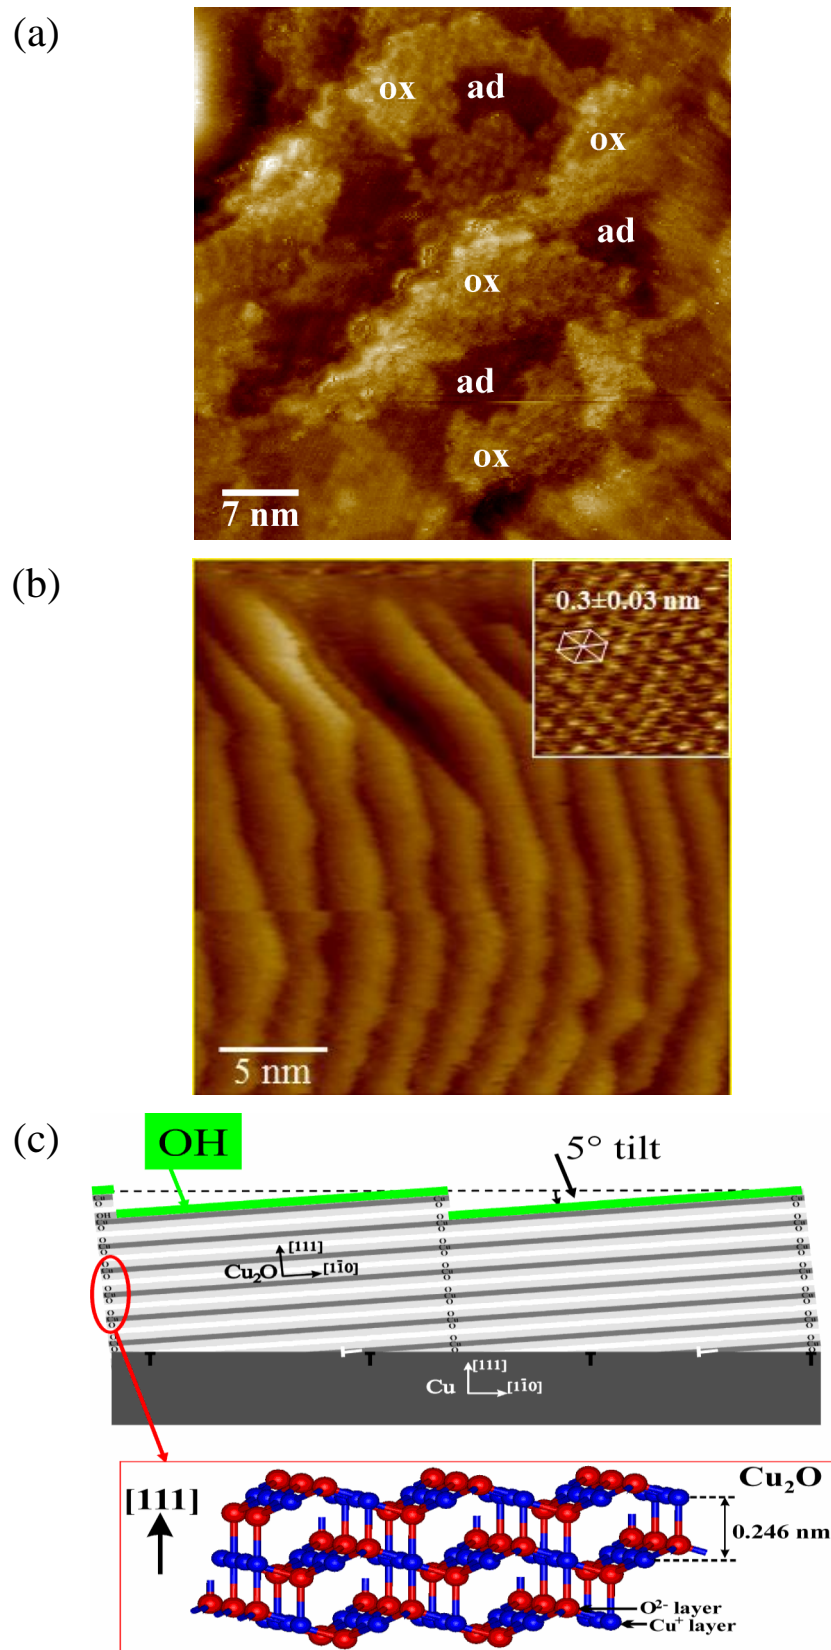 (a)
ox
ad
ox
ad
ox
ad
ox
7 nm
(b)
0.3±0.03 nm
5 nm
(c)
OH
5° tilt
OH
[111]
Cu₂O
[11̄0]
[111]
Cu
[11̄0]
Cu₂O
[111]
0.246 nm
O²⁻ layer
Cu⁺ layer